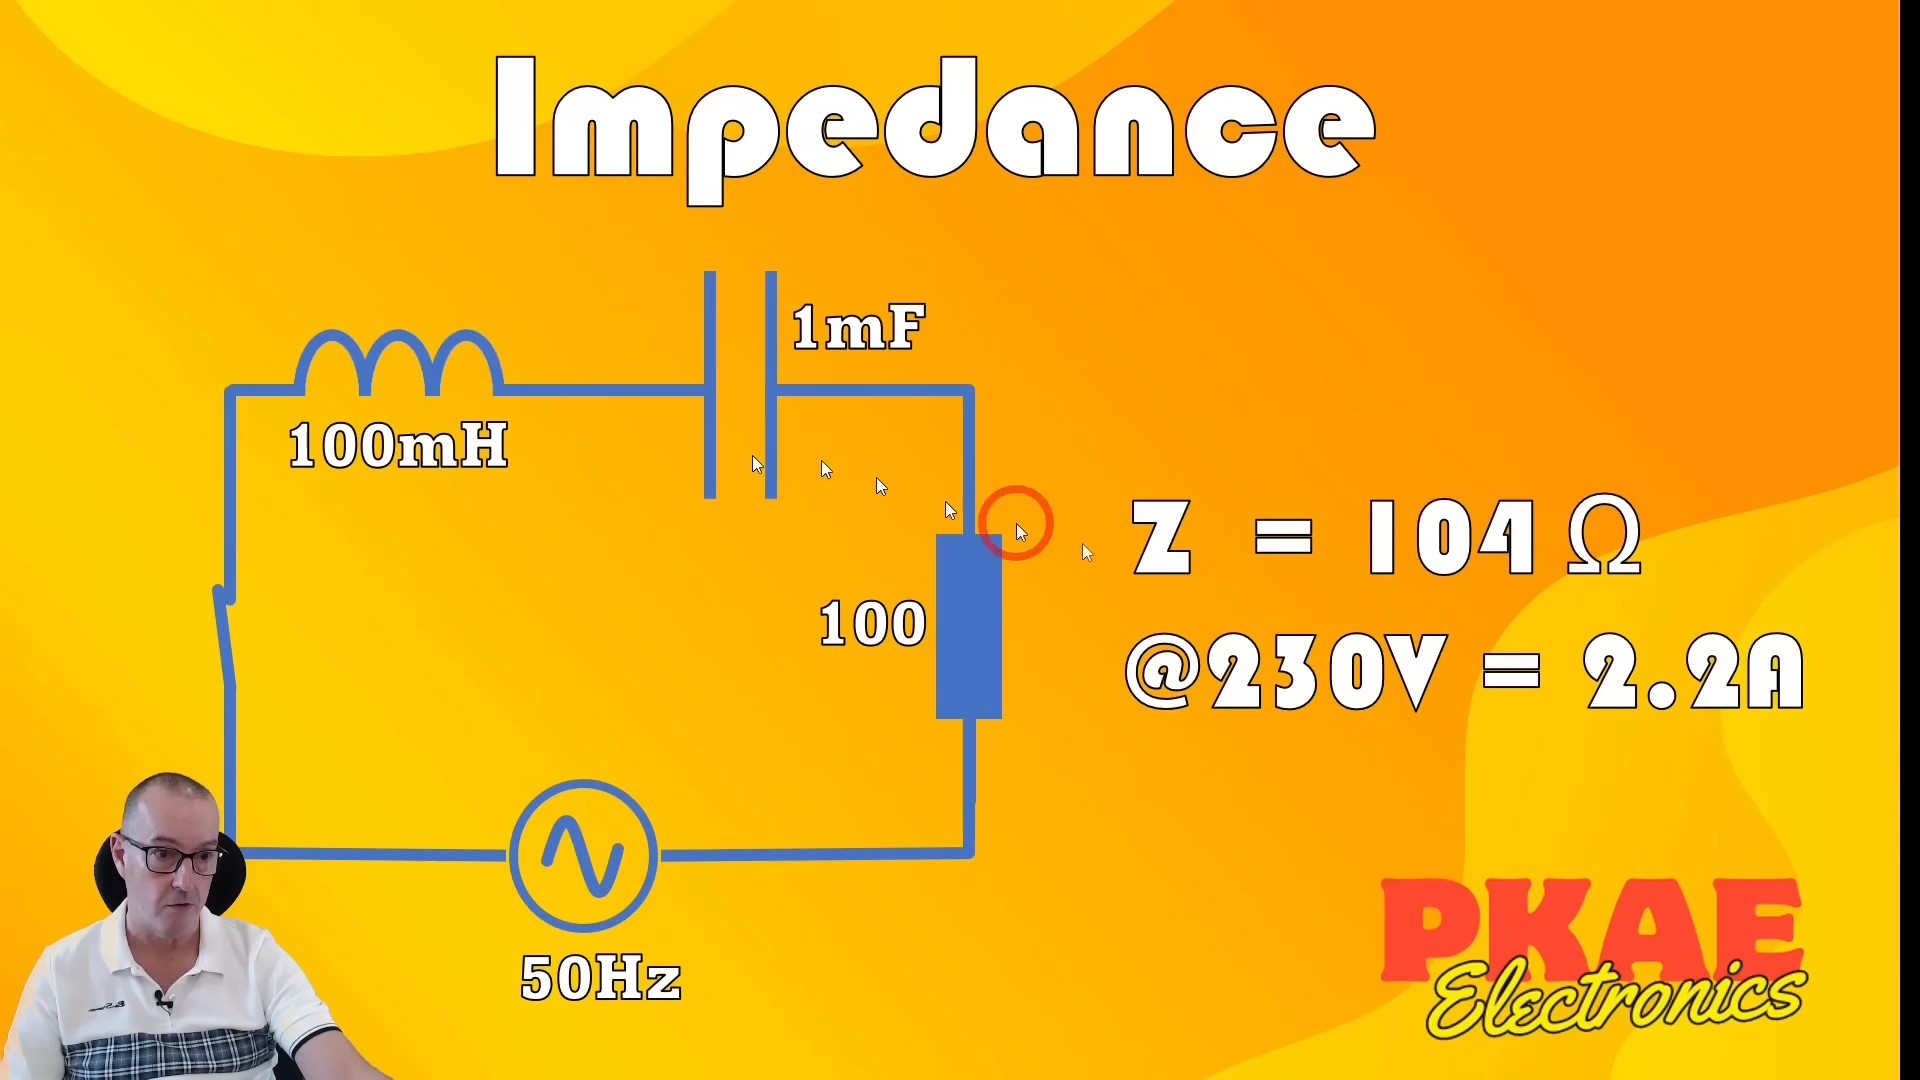 Impedance
1mF
100mH
Z = 104 Ω
100
@230V = 2.2A
50Hz
PKAE
Electronics